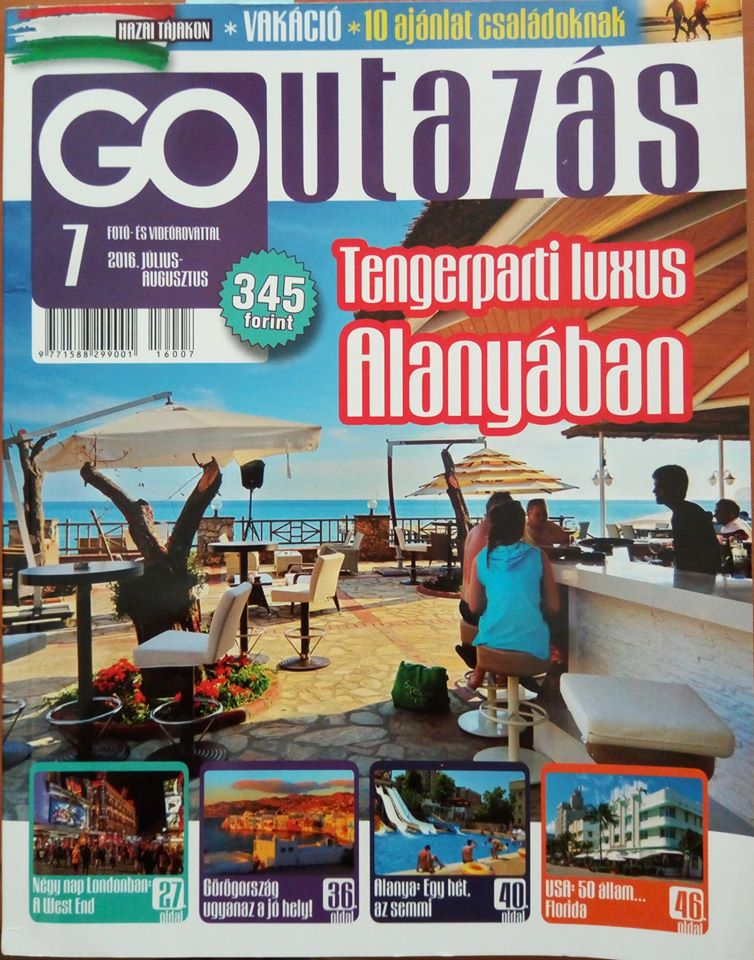 HAZAI TÁJAKON * VAKÁCIÓ * 10 ajánlat családoknak
GO utazás
7
FOTÓ- ÉS VIDEÓROVATTAL
2016. JÚLIUS-
AUGUSZTUS
345
forint
9 771588 299001
16007
Tengerparti luxus
Alanyában
Négy nap Londonban:
A West End
27.
oldal
Görögország
ugyanaz a jó hely!
36.
oldal
Alanya: Egy hét,
az semmi
40.
oldal
USA: 50 állam...
Florida
46.
oldal